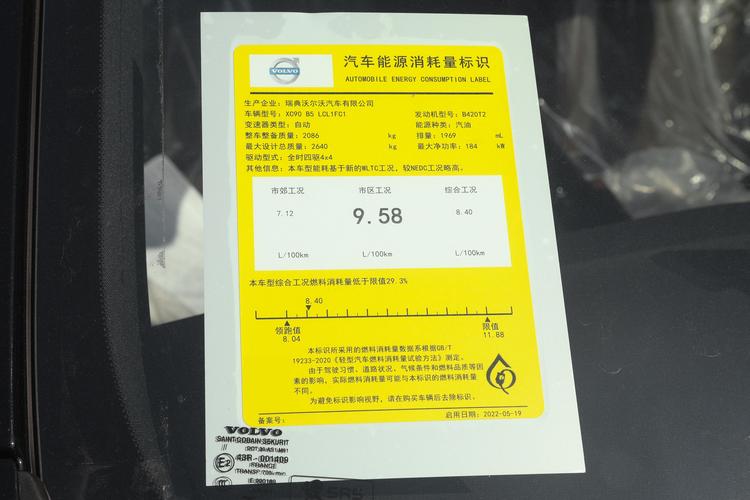 VOLVO
汽车能源消耗量标识
AUTOMOBILE ENERGY CONSUMPTION LABEL
生产企业：瑞典沃尔沃汽车有限公司
车辆型号：XC90 B5 LCL1FC1 发动机型号：B420T2
变速器类型：自动 能源种类：汽油
整车整备质量：2086 kg 排量：1969 mL
最大设计总质量：2640 kg 最大净功率：184 kW
驱动型式：全时四驱4x4
其他信息：本车型能耗基于新的WLTC工况，较NEDC工况略高。
市郊工况 市区工况 综合工况
7.12 9.58 8.40
L/100km L/100km L/100km
本车型综合工况燃料消耗量低于限值29.3%
8.40
领跑值 限值
8.04 11.88
本标识所采用的燃料消耗量数据系根据GB/T
19233-2020《轻型汽车燃料消耗量试验方法》测定。
由于驾驶习惯、道路状况、气候条件和燃料品质等因
素的影响，实际燃料消耗量可能与本标识的燃料消耗量
不同。
为避免标识影响视野，请在购买车辆后去除标识。
备案号： 启用日期：2022-05-19
VOLVO
SAINT-GOBAIN SEKURIT
E2 43R - 001409
FRANCE